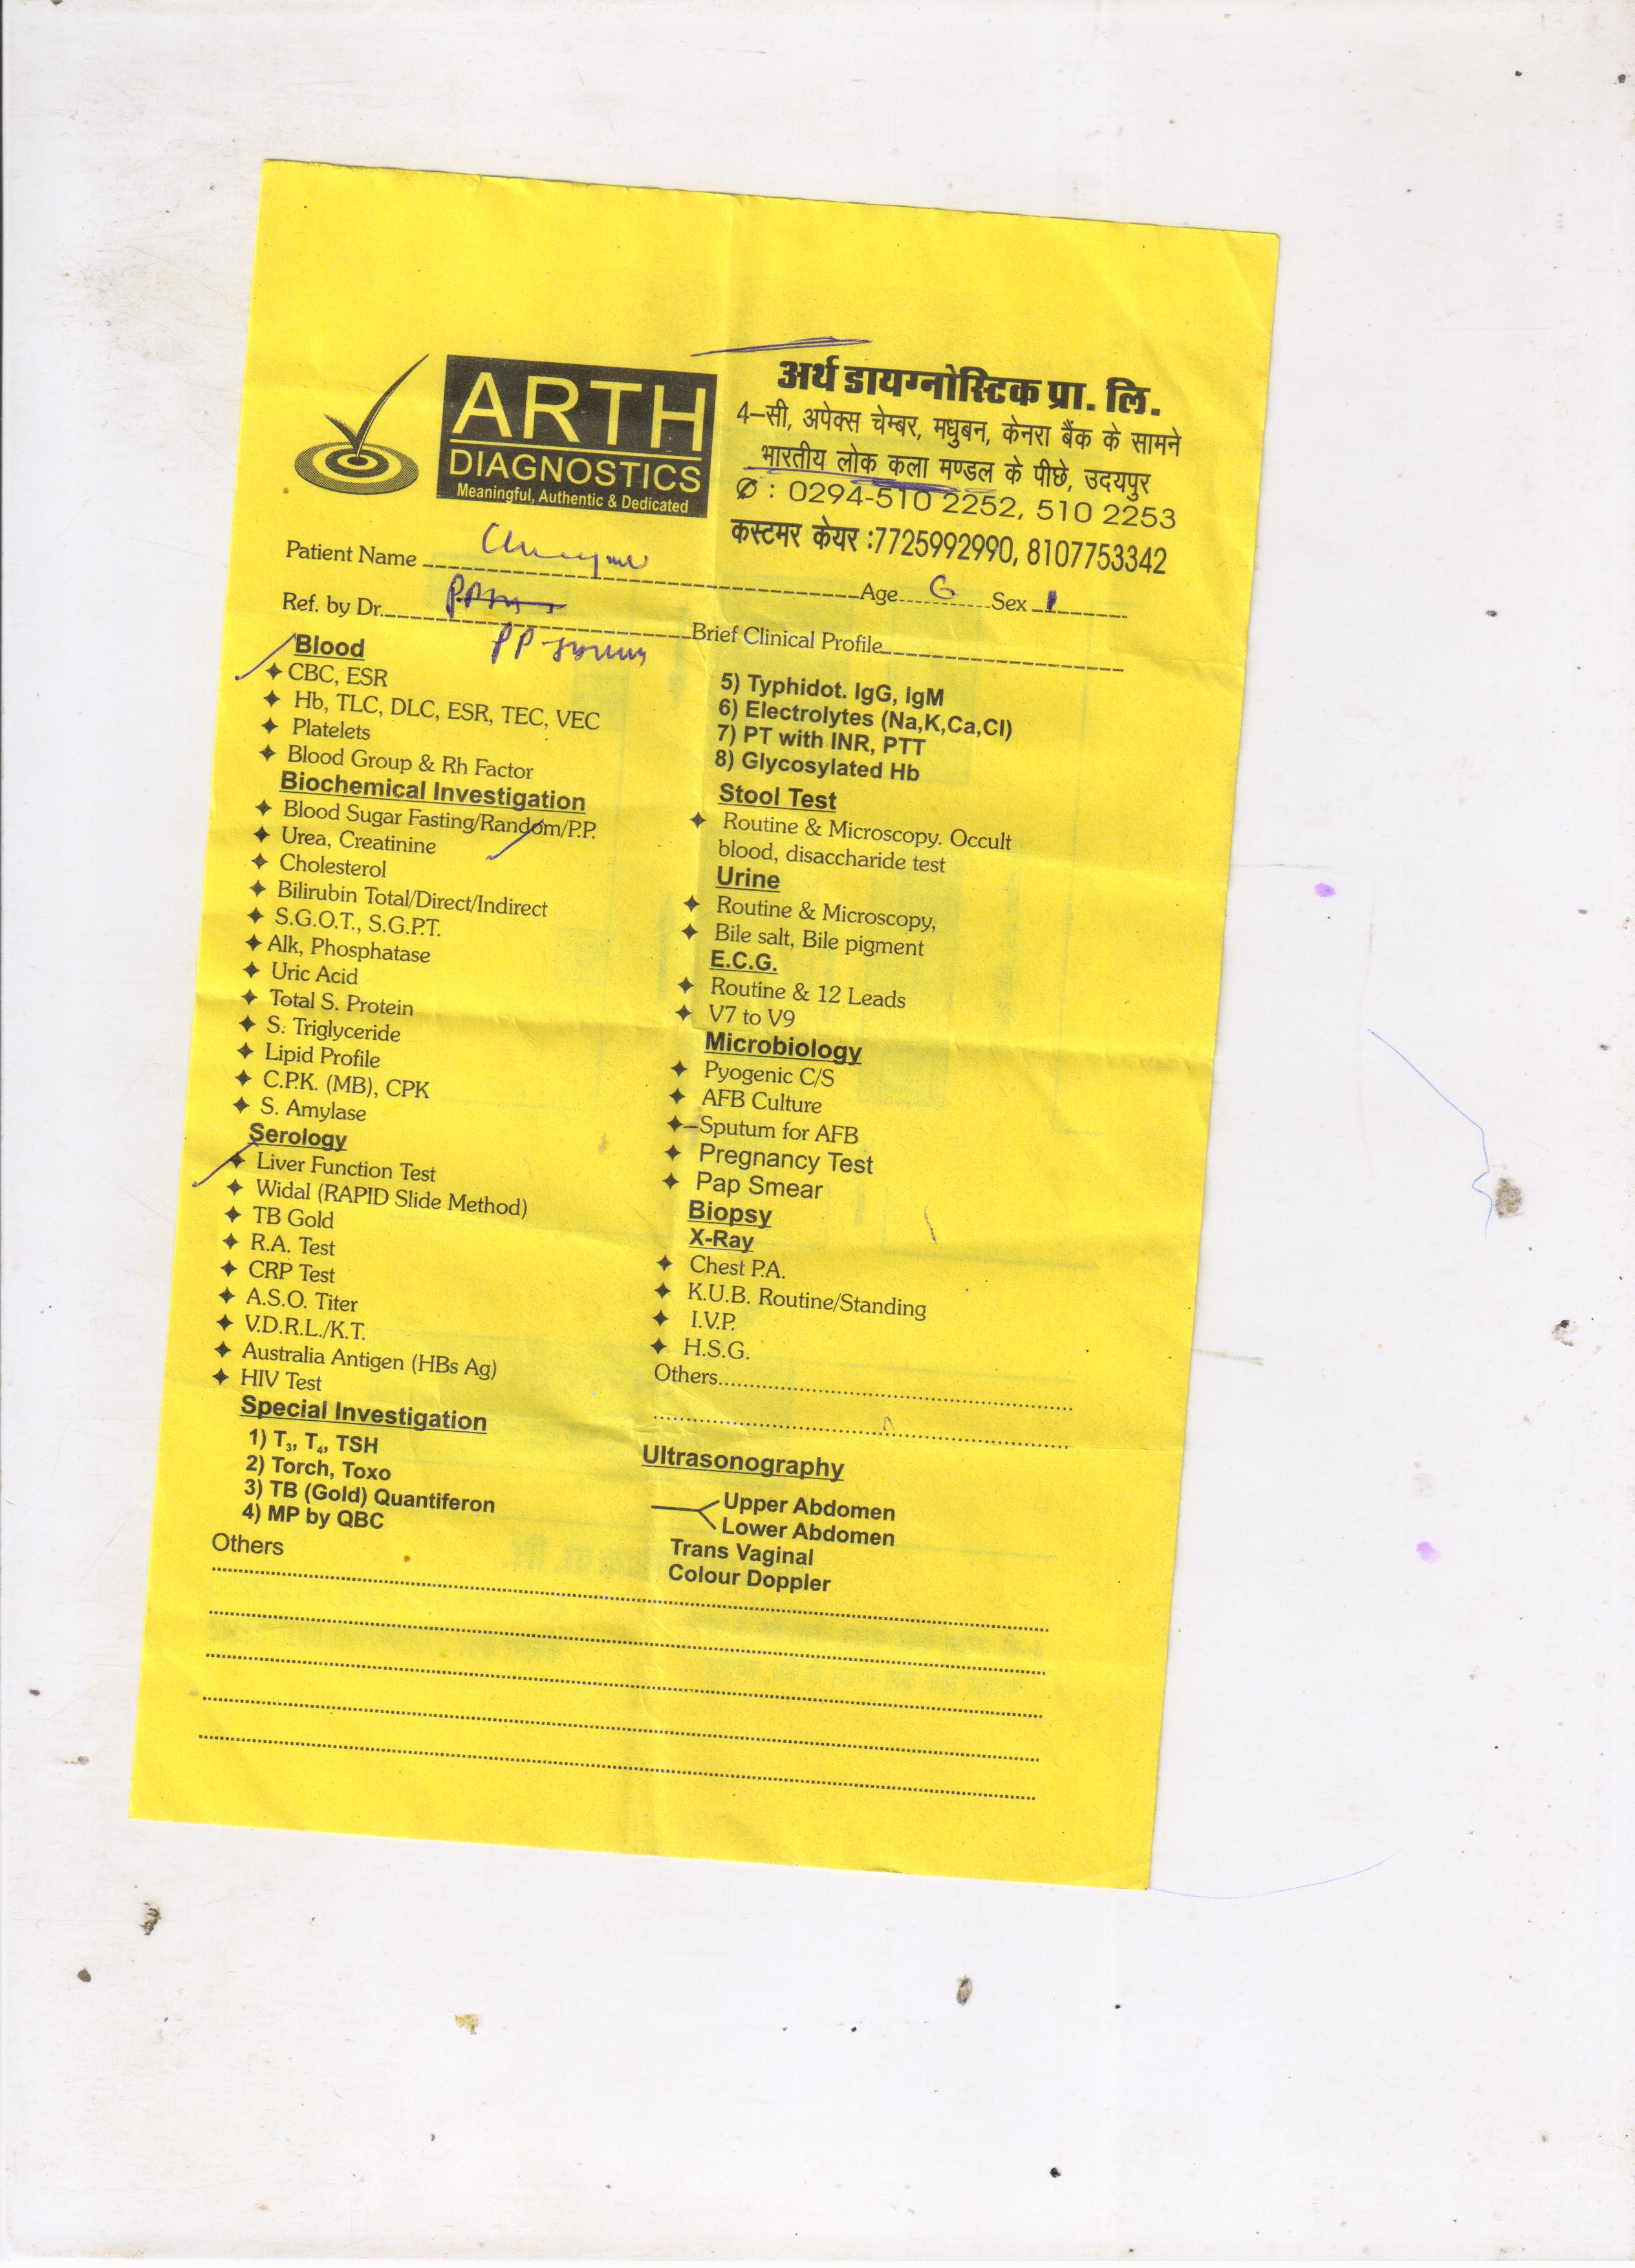 ARTH
DIAGNOSTICS
Meaningful, Authentic & Dedicated
अर्थ डायग्नोस्टिक प्रा. लि.
4-सी, अपेक्स चेम्बर, मधुबन, केनरा बैंक के सामने
भारतीय लोक कला मण्डल के पीछे, उदयपुर
✆ : 0294-510 2252, 510 2253
कस्टमर केयर :7725992990, 8107753342
Patient Name
Age Sex
Ref. by Dr.
Brief Clinical Profile
PP
Blood
CBC, ESR
Hb, TLC, DLC, ESR, TEC, VEC
Platelets
Blood Group & Rh Factor
Biochemical Investigation
Blood Sugar Fasting/Random/P.P.
Urea, Creatinine
Cholesterol
Bilirubin Total/Direct/Indirect
S.G.O.T., S.G.P.T.
Alk, Phosphatase
Uric Acid
Total S. Protein
S. Triglyceride
Lipid Profile
C.P.K. (MB), CPK
S. Amylase
Serology
Liver Function Test
Widal (RAPID Slide Method)
TB Gold
R.A. Test
CRP Test
A.S.O. Titer
V.D.R.L./K.T.
Australia Antigen (HBs Ag)
HIV Test
Special Investigation
1) T₃, T₄, TSH
2) Torch, Toxo
3) TB (Gold) Quantiferon
4) MP by QBC
Others
5) Typhidot. IgG, IgM
6) Electrolytes (Na,K,Ca,Cl)
7) PT with INR, PTT
8) Glycosylated Hb
Stool Test
Routine & Microscopy. Occult
blood, disaccharide test
Urine
Routine & Microscopy,
Bile salt, Bile pigment
E.C.G.
Routine & 12 Leads
V7 to V9
Microbiology
Pyogenic C/S
AFB Culture
Sputum for AFB
Pregnancy Test
Pap Smear
Biopsy
X-Ray
Chest P.A.
K.U.B. Routine/Standing
I.V.P.
H.S.G.
Others
Ultrasonography
Upper Abdomen
Lower Abdomen
Trans Vaginal
Colour Doppler